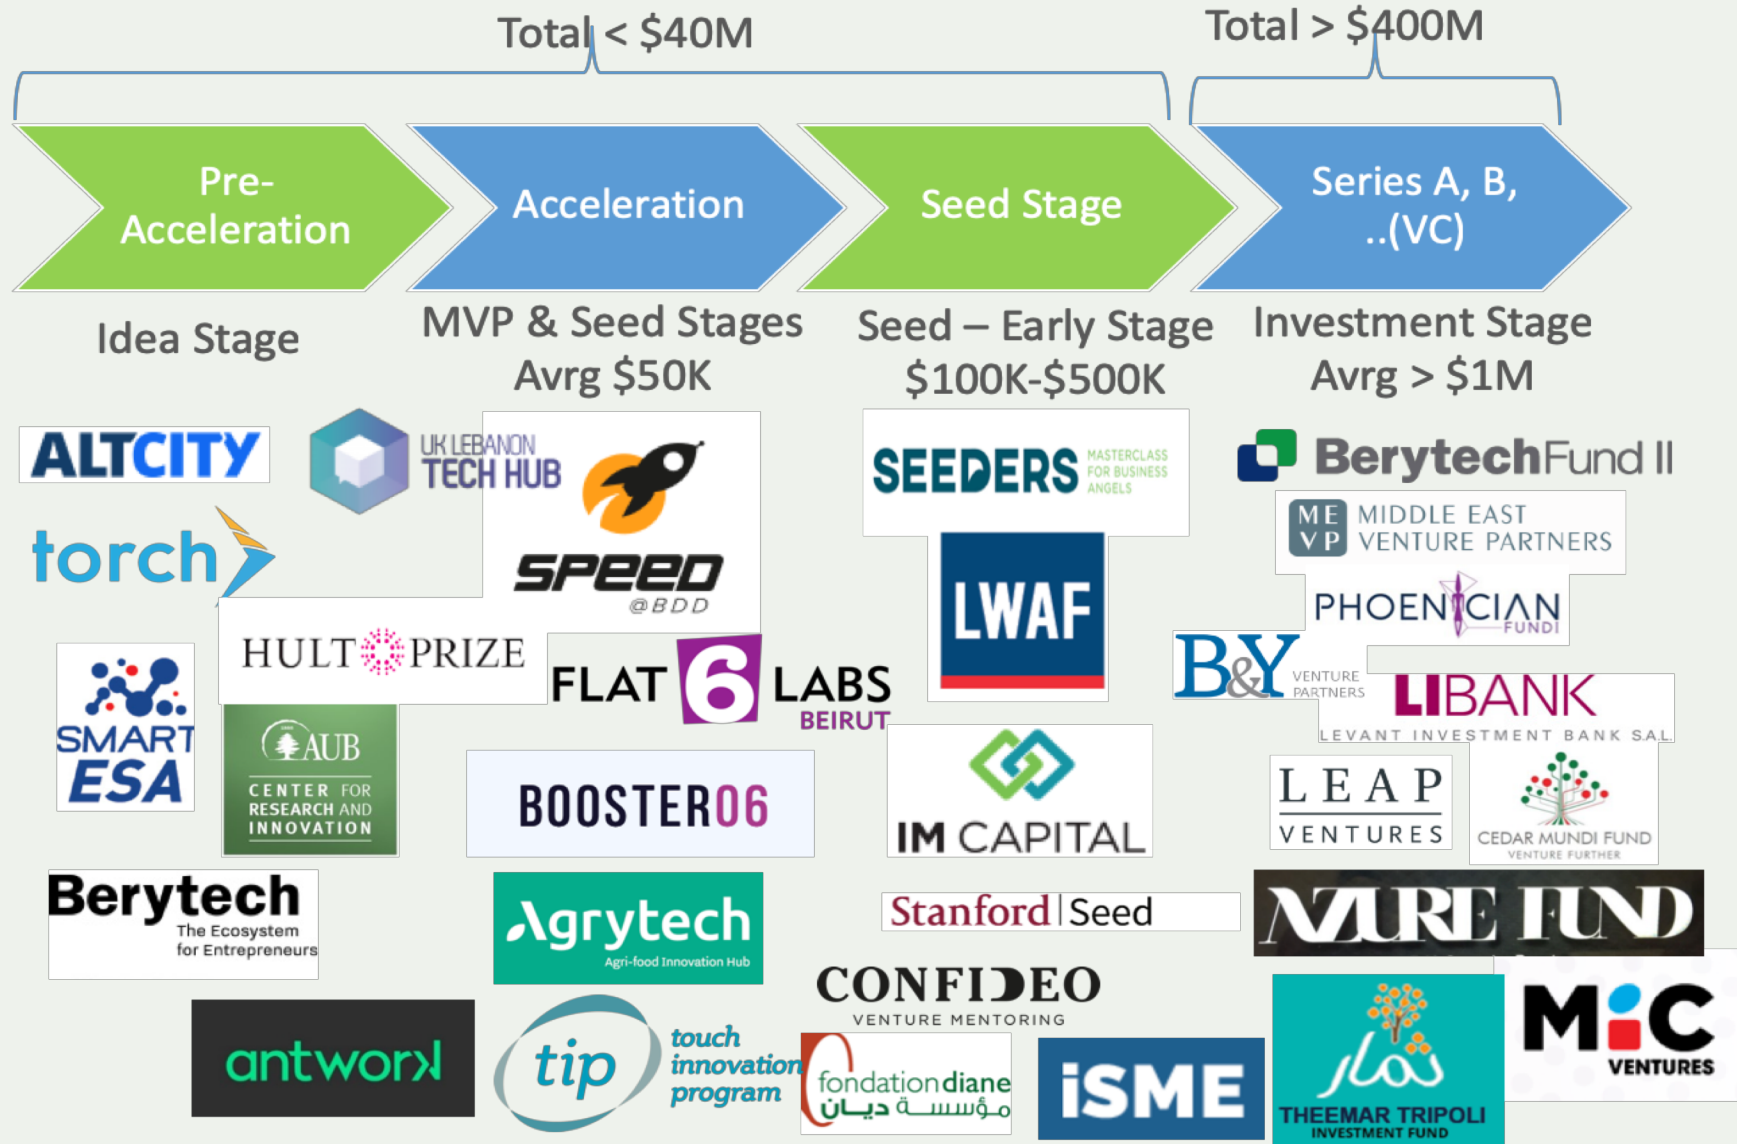 Total < $40M
Total > $400M
Pre-
Acceleration
Acceleration
Seed Stage
Series A, B,
..(VC)
Idea Stage
MVP & Seed Stages
Avrg $50K
Seed – Early Stage
$100K-$500K
Investment Stage
Avrg > $1M
ALTCITY
torch
HULT PRIZE
SMART
ESA
AUB
CENTER FOR
RESEARCH AND
INNOVATION
Berytech
The Ecosystem
for Entrepreneurs
antwork
UK LEBANON
TECH HUB
SPEED
@BDD
FLAT 6 LABS
BEIRUT
BOOSTER06
Agrytech
Agri-food Innovation Hub
tip
touch
innovation
program
SEEDERS
MASTERCLASS
FOR BUSINESS
ANGELS
LWAF
IM CAPITAL
Stanford | Seed
CONFIDEO
VENTURE MENTORING
fondation diane
مؤسسة ديان
iSME
BerytechFund II
ME
VP
MIDDLE EAST
VENTURE PARTNERS
PHOENICIAN
FUND I
B&Y
VENTURE
PARTNERS
LIBANK
LEVANT INVESTMENT BANK S.A.L.
LEAP
VENTURES
CEDAR MUNDI FUND
VENTURE FURTHER
AZURE FUND
ثمار
THEEMAR TRIPOLI
INVESTMENT FUND
MiC
VENTURES